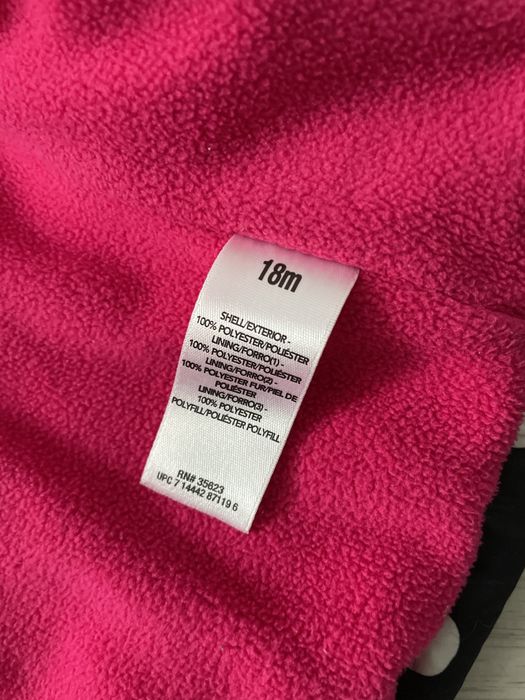 18m
SHELL/EXTERIOR -
100% POLYESTER/POLIÉSTER
LINING/FORRO(1) -
100% POLYESTER/POLIÉSTER
LINING/FORRO(2) -
100% POLYESTER FUR/PIEL DE
POLIÉSTER
LINING/FORRO(3) -
100% POLYESTER
POLYFILL/POLIÉSTER POLYFILL
RN# 35623
UPC 7 14442 87119 6